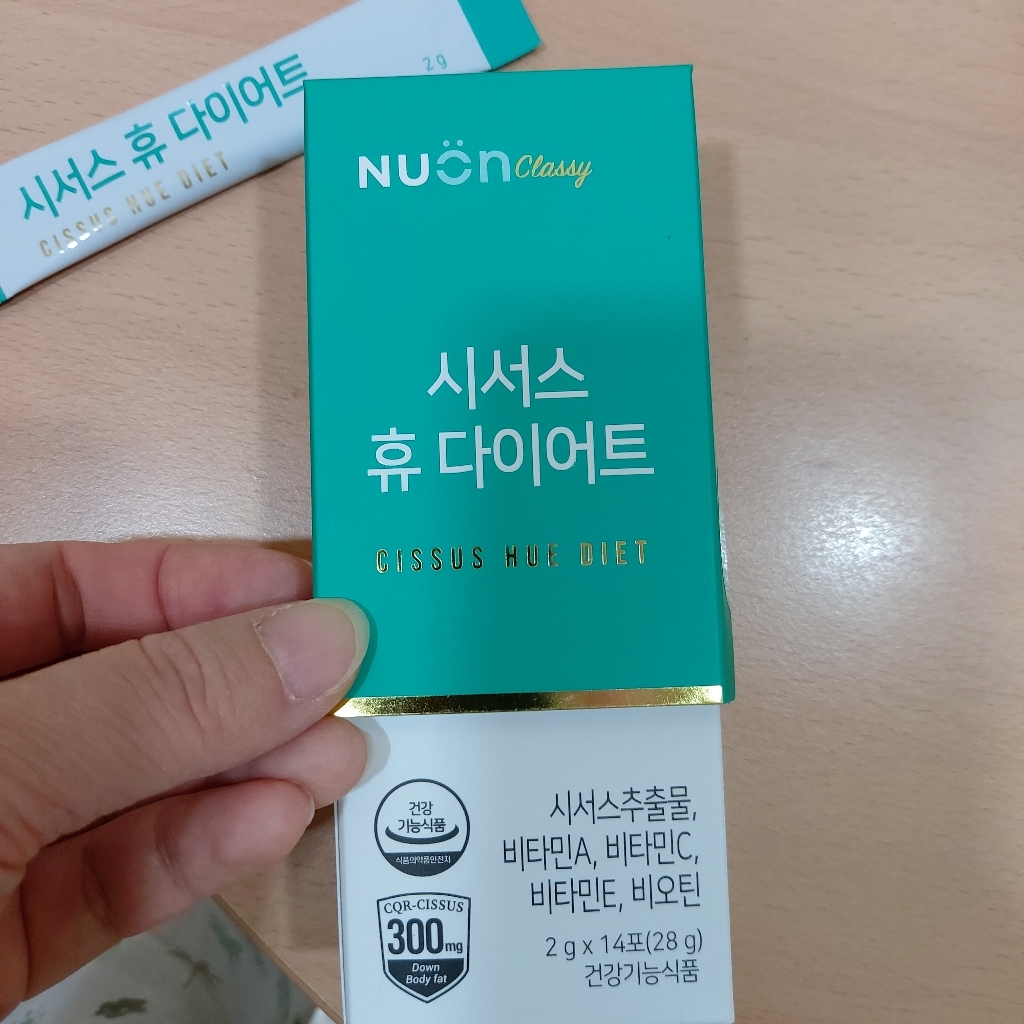 시서스 휴 다이어트
CISSUS HUE DIET
2 g
NUön Classy
시서스
휴 다이어트
CISSUS HUE DIET
건강
기능식품
식품의약품안전처
CQR-CISSUS
300mg
Down
Body fat
시서스추출물,
비타민A, 비타민C,
비타민E, 비오틴
2 g x 14포(28 g)
건강기능식품